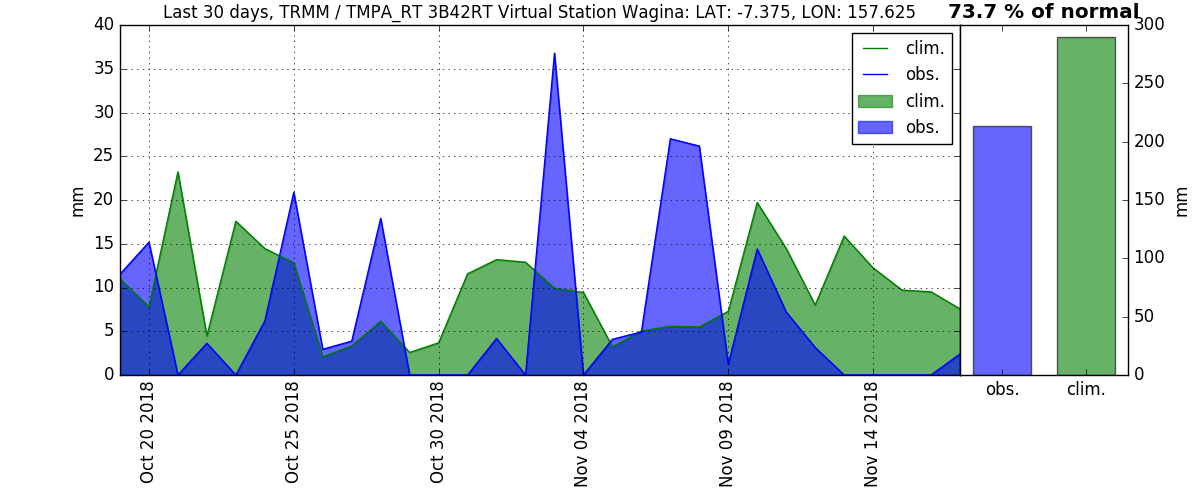 Last 30 days, TRMM / TMPA_RT 3B42RT Virtual Station Wagina: LAT: -7.375, LON: 157.625
73.7 % of normal
40
35
30
25
20
15
10
5
0
mm
clim.
obs.
clim.
obs.
Oct 20 2018
Oct 25 2018
Oct 30 2018
Nov 04 2018
Nov 09 2018
Nov 14 2018
300
250
200
150
100
50
0
mm
obs.
clim.